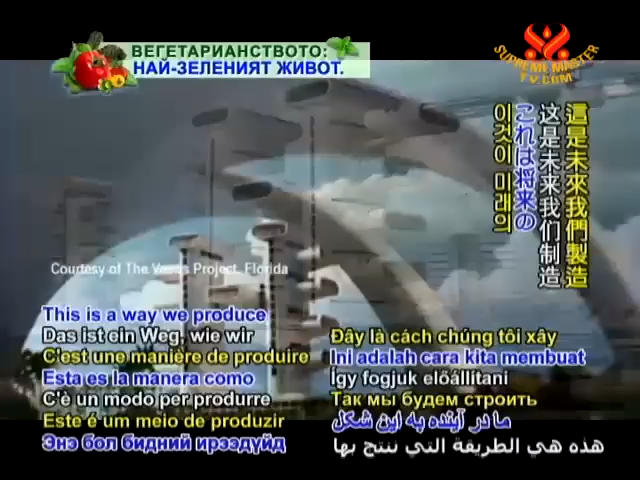 ВЕГЕТАРИАНСТВОТО:
НАЙ-ЗЕЛЕНИЯТ ЖИВОТ.
SUPREME MASTER
TV.COM
這是未來我們製造
这是未来我们制造
これは将来の
이것이 미래의
Courtesy of The Venus Project, Florida
This is a way we produce
Das ist ein Weg, wie wir
C'est une manière de produire
Esta es la manera como
C'è un modo per produrre
Este é um meio de produzir
Энэ бол бидний ирээдүйд
Đây là cách chúng tôi xây
Ini adalah cara kita membuat
Így fogjuk előállítani
Так мы будем строить
ما در آینده به این شکل
هذه هي الطريقة التي ننتج بها